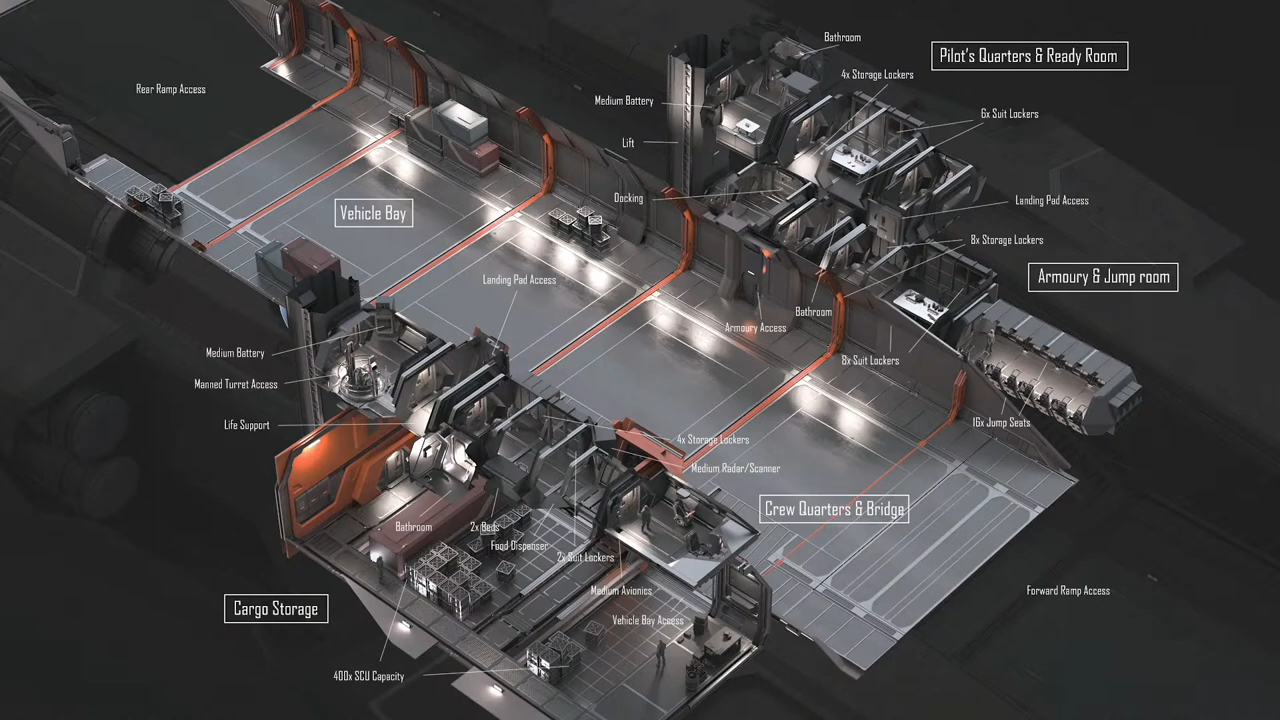 Bathroom
Pilot's Quarters & Ready Room
4x Storage Lockers
Rear Ramp Access
Medium Battery
6x Suit Lockers
Lift
Docking
Landing Pad Access
Vehicle Bay
8x Storage Lockers
Armoury & Jump room
Landing Pad Access
Bathroom
Armoury Access
Medium Battery
8x Suit Lockers
Manned Turret Access
Life Support
16x Jump Seats
4x Storage Lockers
Medium Radar/Scanner
Crew Quarters & Bridge
Bathroom
2x Beds
Food Dispenser
2x Suit Lockers
Medium Avionics
Forward Ramp Access
Cargo Storage
Vehicle Bay Access
400x SCU Capacity